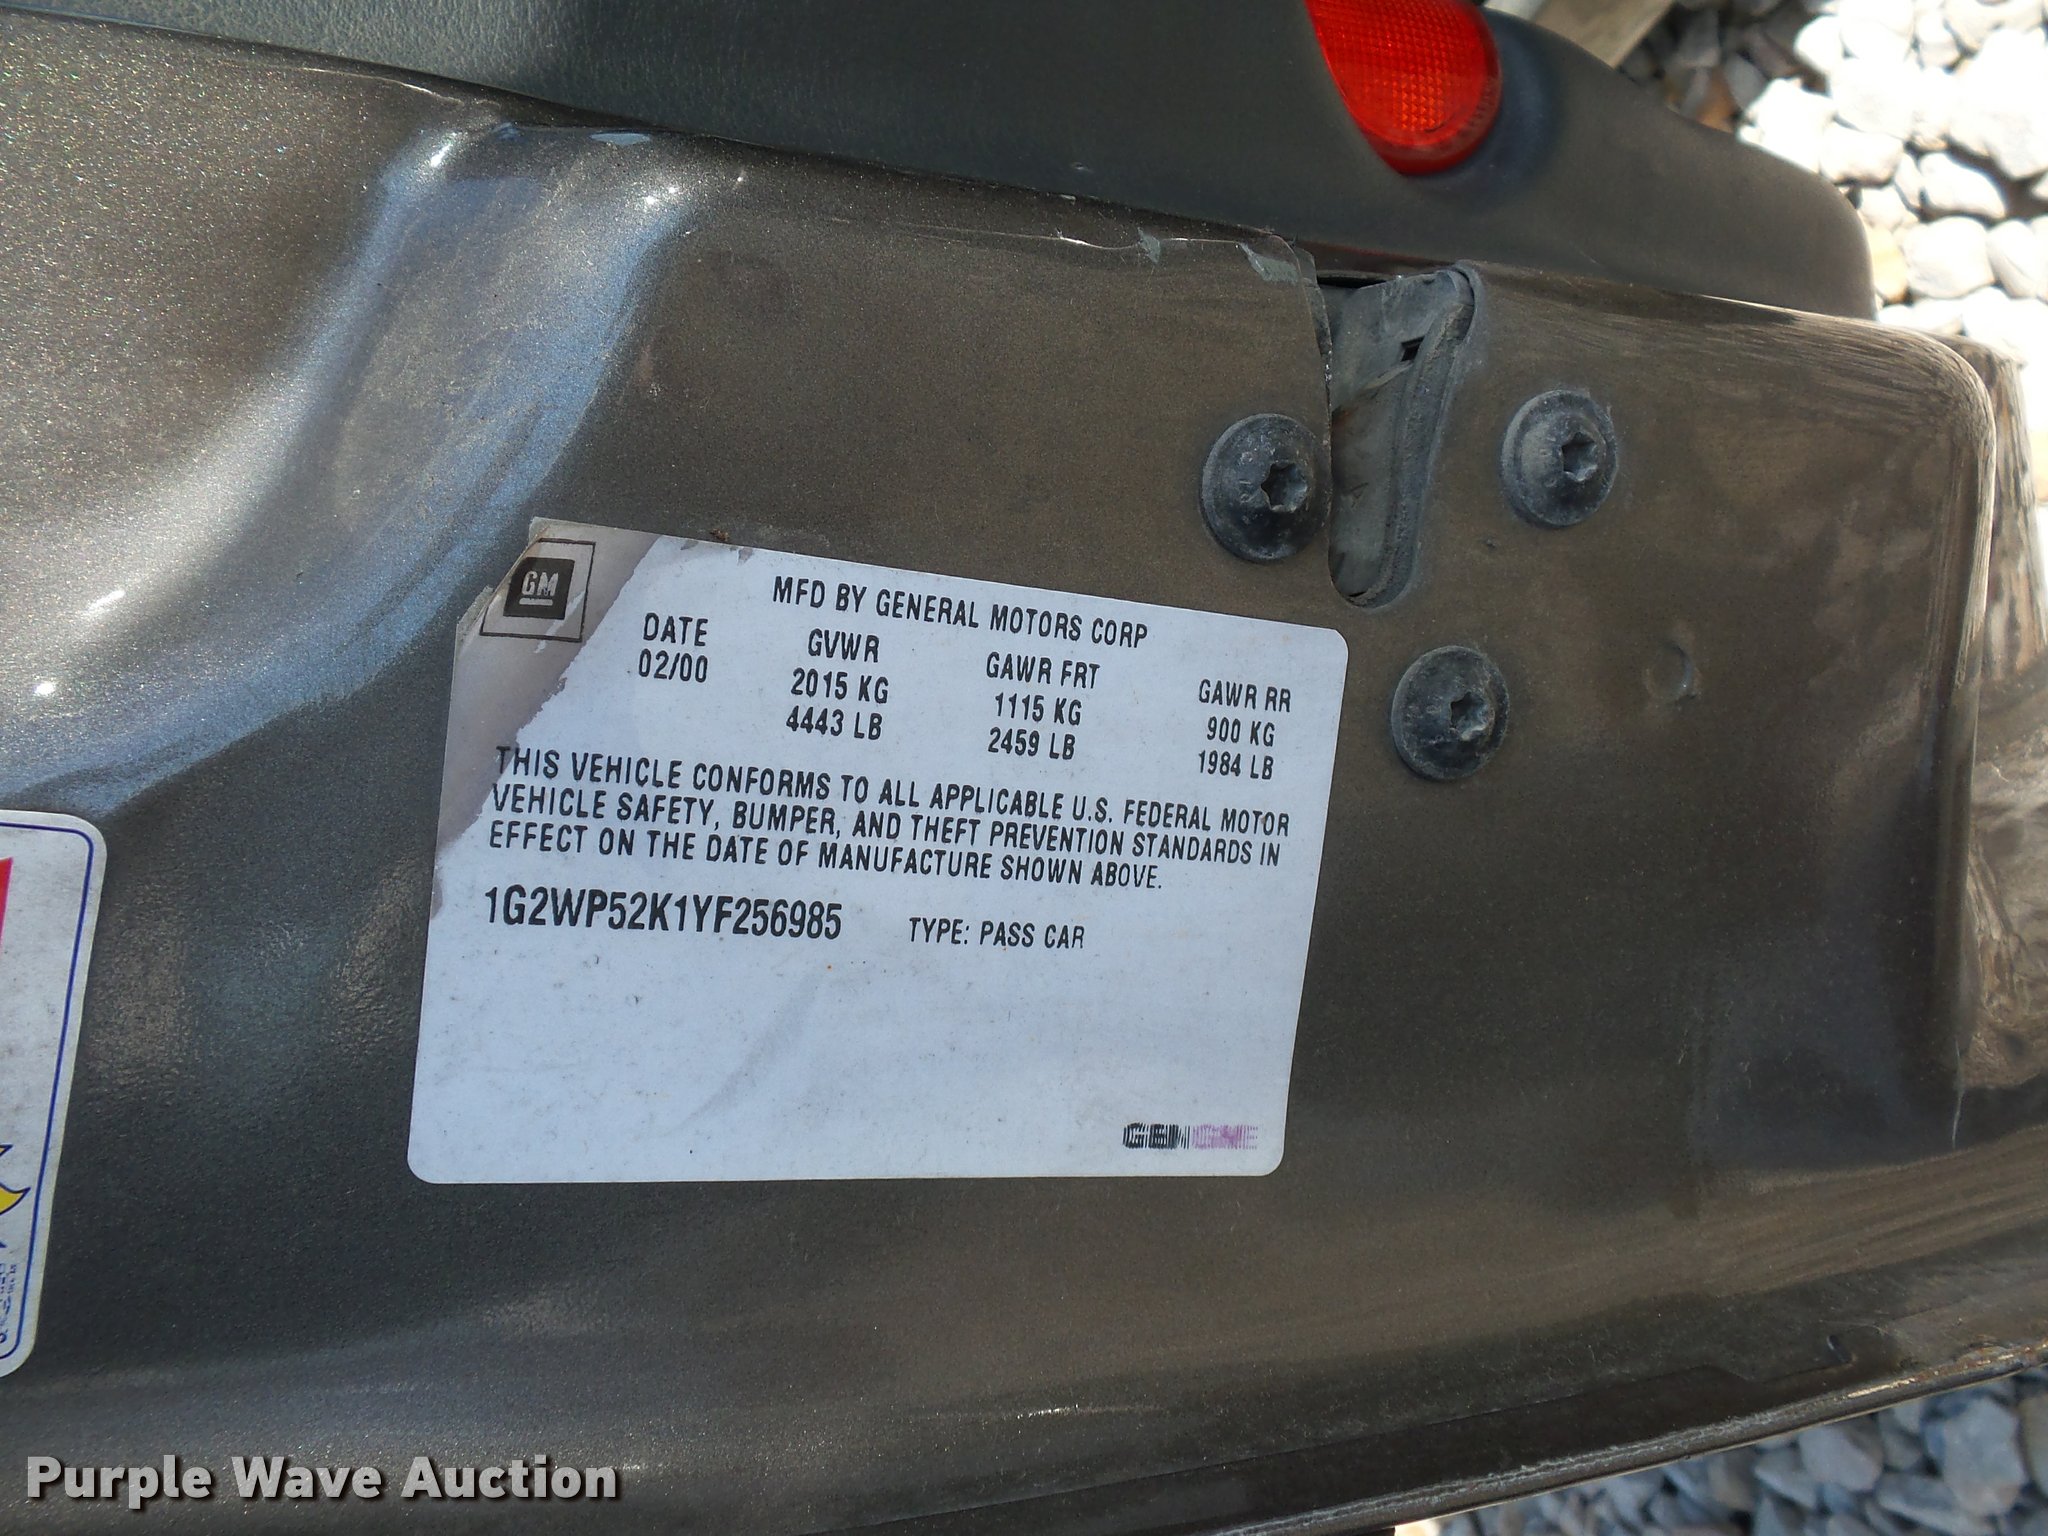 GM
MFD BY GENERAL MOTORS CORP
DATE GVWR GAWR FRT GAWR RR
02/00 2015 KG 1115 KG 900 KG
4443 LB 2459 LB 1984 LB
THIS VEHICLE CONFORMS TO ALL APPLICABLE U.S. FEDERAL MOTOR
VEHICLE SAFETY, BUMPER, AND THEFT PREVENTION STANDARDS IN
EFFECT ON THE DATE OF MANUFACTURE SHOWN ABOVE.
1G2WP52K1YF256985 TYPE: PASS CAR
Purple Wave Auction